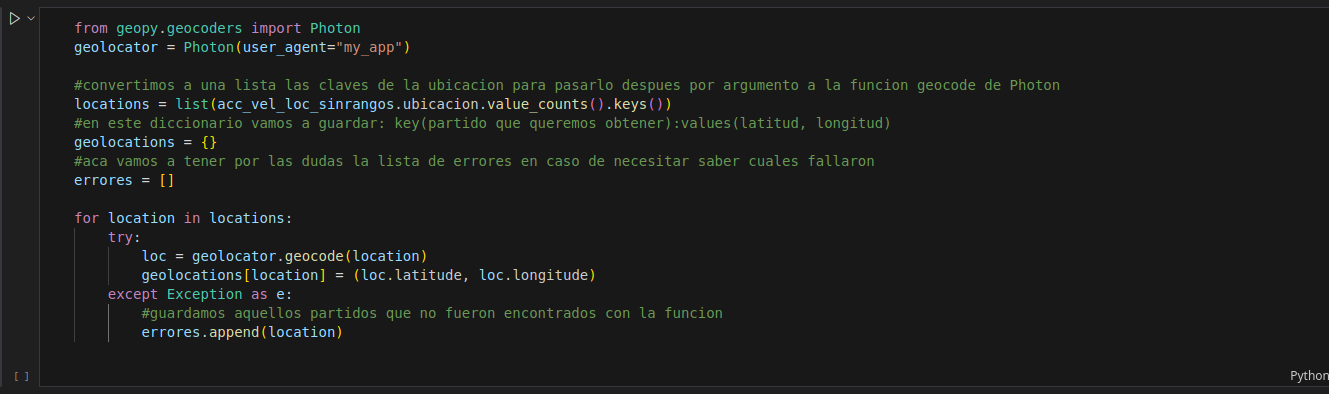 from geopy.geocoders import Photon
geolocator = Photon(user_agent="my_app")
#convertimos a una lista las claves de la ubicacion para pasarlo despues por argumento a la funcion geocode de Photon
locations = list(acc_vel_loc_sinrangos.ubicacion.value_counts().keys())
#en este diccionario vamos a guardar: key(partido que queremos obtener):values(latitud, longitud)
geolocations = {}
#aca vamos a tener por las dudas la lista de errores en caso de necesitar saber cuales fallaron
errores = []
for location in locations:
    try:
        loc = geolocator.geocode(location)
        geolocations[location] = (loc.latitude, loc.longitude)
    except Exception as e:
        #guardamos aquellos partidos que no fueron encontrados con la funcion
        errores.append(location)
[ ]
Python